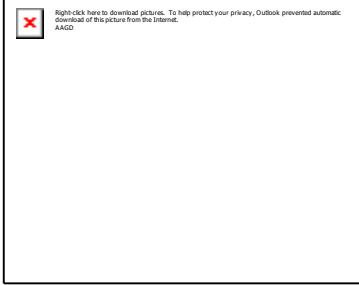 Right-click here to download pictures. To help protect your privacy, Outlook prevented automatic
download of this picture from the Internet.
AAGD